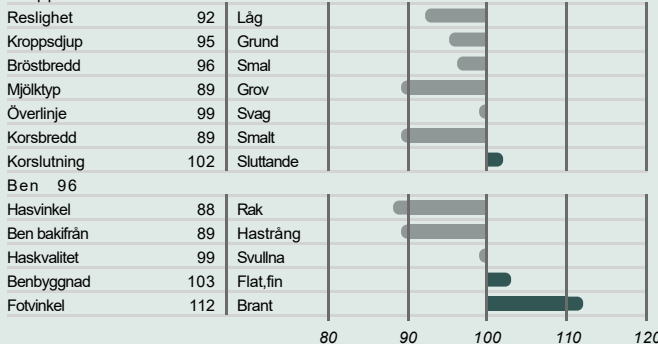 Reslighet 92 Låg
Kroppsdjup 95 Grund
Bröstbredd 96 Smal
Mjölktyp 89 Grov
Överlinje 99 Svag
Korsbredd 89 Smalt
Korslutning 102 Sluttande
Ben 96
Hasvinkel 88 Rak
Ben bakifrån 89 Hastrång
Haskvalitet 99 Svullna
Benbyggnad 103 Flat,fin
Fotvinkel 112 Brant
80 90 100 110 120